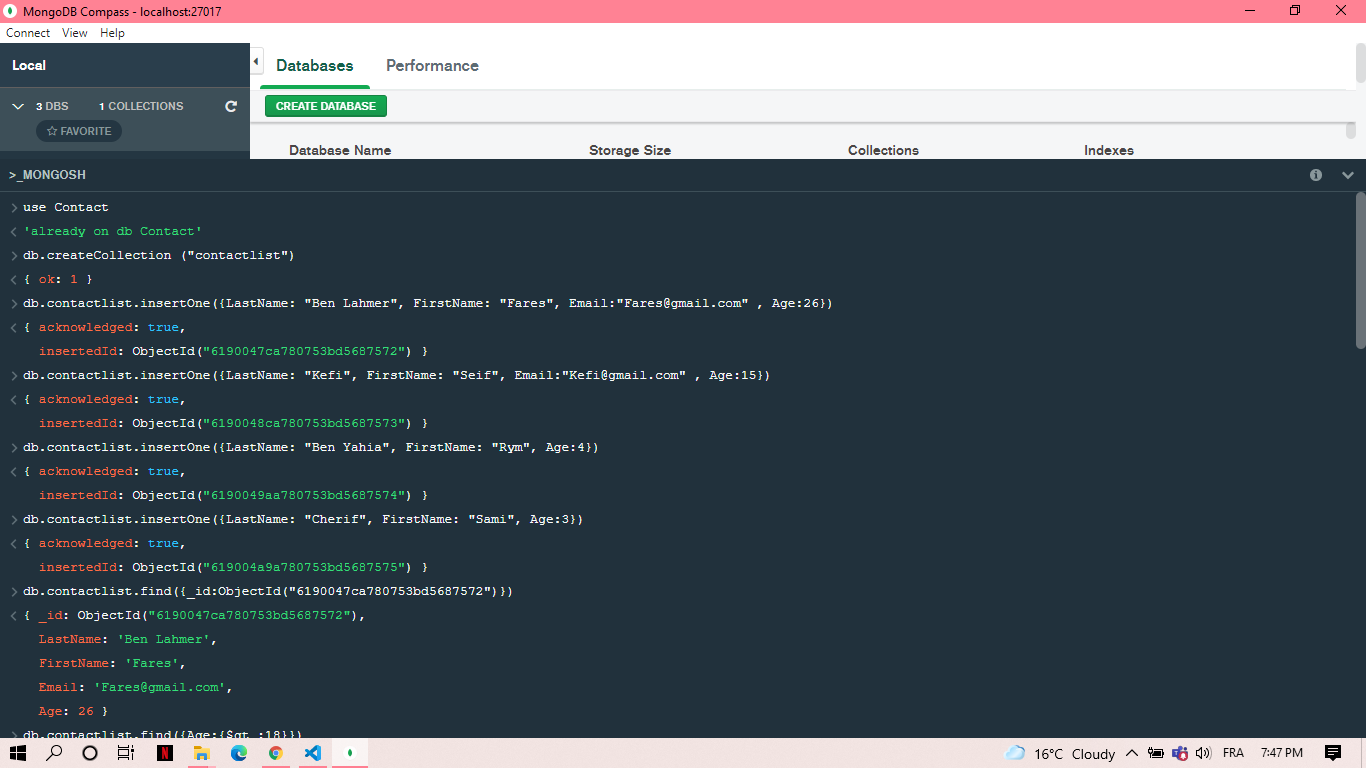 MongoDB Compass - localhost:27017
Connect View Help
Local
Databases Performance
3 DBS 1 COLLECTIONS
FAVORITE
CREATE DATABASE
Database Name Storage Size Collections Indexes
>_MONGOSH
> use Contact
< 'already on db Contact'
> db.createCollection ("contactlist")
< { ok: 1 }
> db.contactlist.insertOne({LastName: "Ben Lahmer", FirstName: "Fares", Email:"Fares@gmail.com" , Age:26})
< { acknowledged: true,
insertedId: ObjectId("6190047ca780753bd5687572") }
> db.contactlist.insertOne({LastName: "Kefi", FirstName: "Seif", Email:"Kefi@gmail.com" , Age:15})
< { acknowledged: true,
insertedId: ObjectId("6190048ca780753bd5687573") }
> db.contactlist.insertOne({LastName: "Ben Yahia", FirstName: "Rym", Age:4})
< { acknowledged: true,
insertedId: ObjectId("6190049aa780753bd5687574") }
> db.contactlist.insertOne({LastName: "Cherif", FirstName: "Sami", Age:3})
< { acknowledged: true,
insertedId: ObjectId("619004a9a780753bd5687575") }
> db.contactlist.find({_id:ObjectId("6190047ca780753bd5687572")})
< { _id: ObjectId("6190047ca780753bd5687572"),
LastName: 'Ben Lahmer',
FirstName: 'Fares',
Email: 'Fares@gmail.com',
Age: 26 }
> db.contactlist.find({Age:{$gt :18}})
16°C Cloudy FRA 7:47 PM